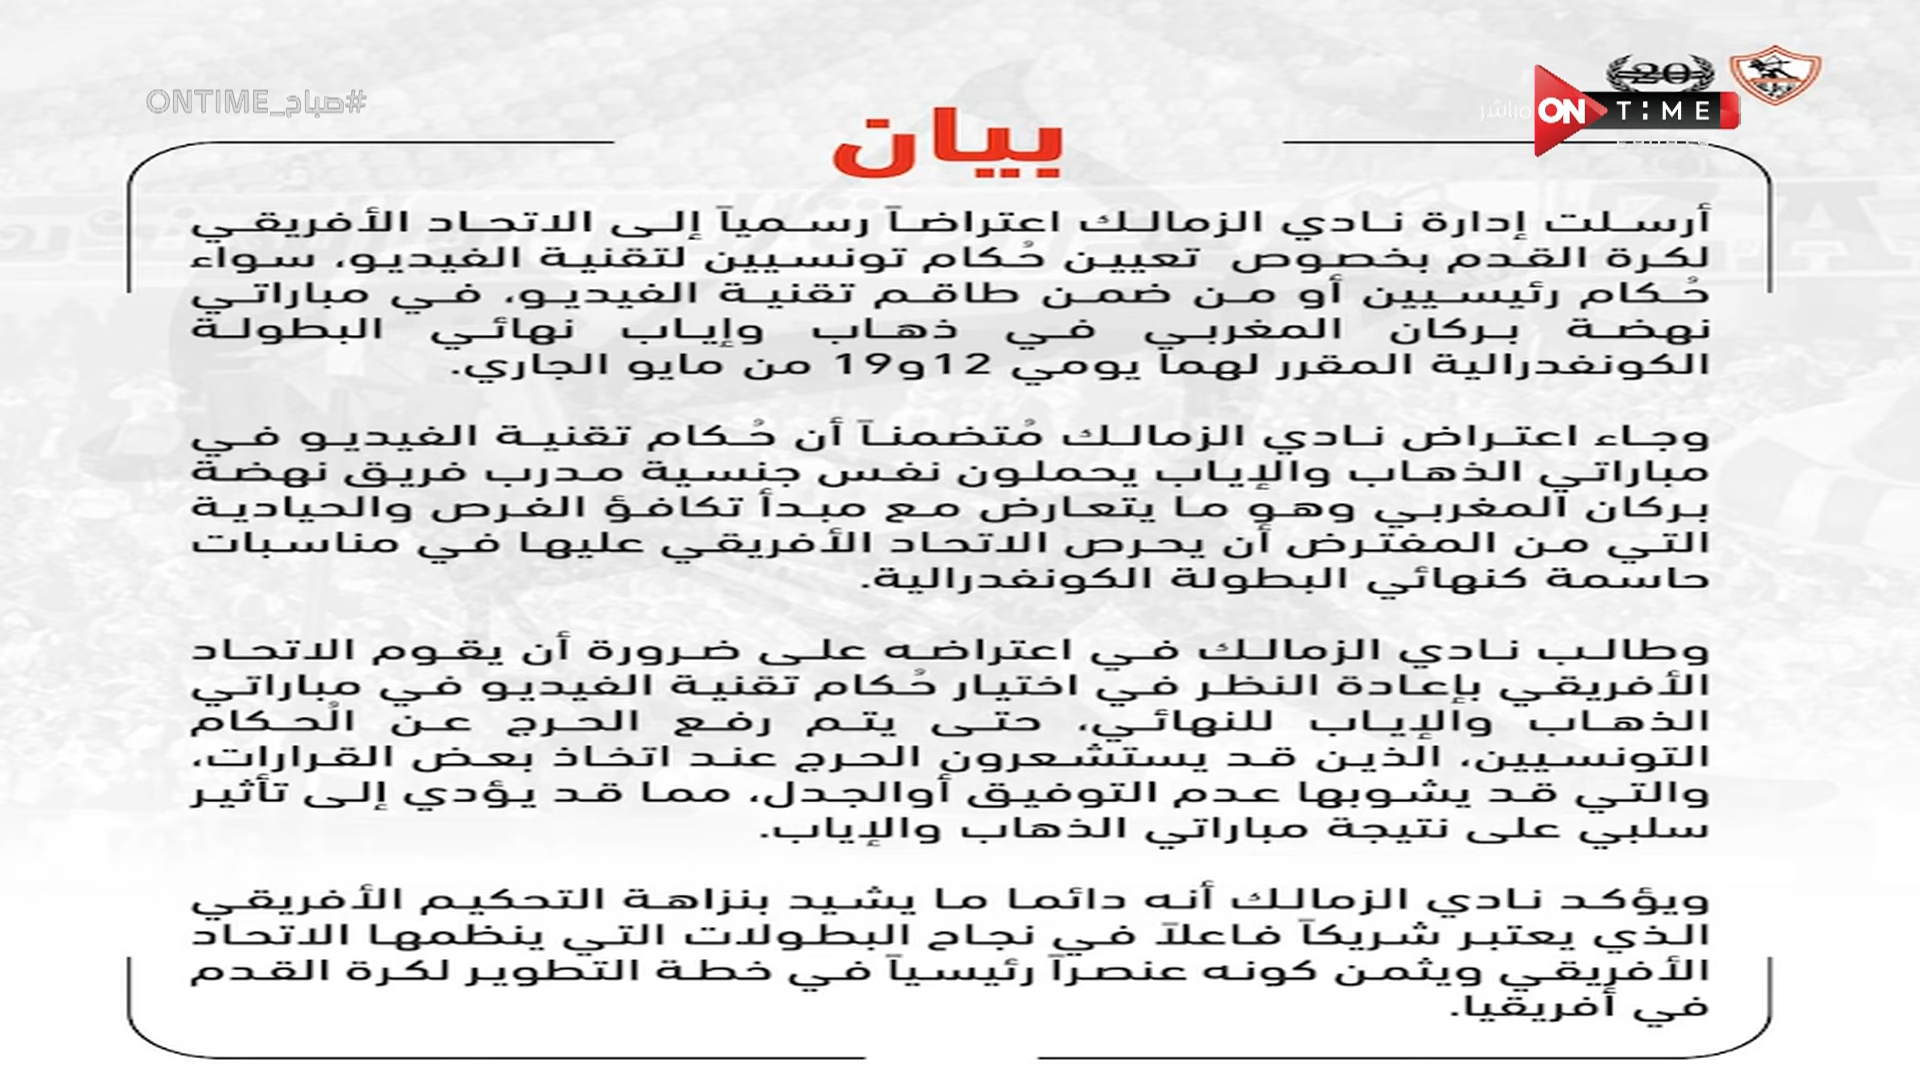 #صباح_ONTIME
20
مباشر
ON TIME
SPORTS
بيان
أرسلت إدارة نادي الزمالك اعتراضاً رسمياً إلى الاتحاد الأفريقي
لكرة القدم بخصوص تعيين حُكام تونسيين لتقنية الفيديو، سواء
حُكام رئيسيين أو من ضمن طاقم تقنية الفيديو، في مباراتي
نهضة بركان المغربي في ذهاب وإياب نهائي البطولة
الكونفدرالية المقرر لهما يومي 12و19 من مايو الجاري.
وجاء اعتراض نادي الزمالك مُتضمناً أن حُكام تقنية الفيديو في
مباراتي الذهاب والإياب يحملون نفس جنسية مدرب فريق نهضة
بركان المغربي وهو ما يتعارض مع مبدأ تكافؤ الفرص والحيادية
التي من المفترض أن يحرص الاتحاد الأفريقي عليها في مناسبات
حاسمة كنهائي البطولة الكونفدرالية.
وطالب نادي الزمالك في اعتراضه على ضرورة أن يقوم الاتحاد
الأفريقي بإعادة النظر في اختيار حُكام تقنية الفيديو في مباراتي
الذهاب والإياب للنهائي، حتى يتم رفع الحرج عن الُحكام
التونسيين، الذين قد يستشعرون الحرج عند اتخاذ بعض القرارات،
والتي قد يشوبها عدم التوفيق أوالجدل، مما قد يؤدي إلى تأثير
سلبي على نتيجة مباراتي الذهاب والإياب.
ويؤكد نادي الزمالك أنه دائما ما يشيد بنزاهة التحكيم الأفريقي
الذي يعتبر شريكاً فاعلاً في نجاح البطولات التي ينظمها الاتحاد
الأفريقي ويثمن كونه عنصراً رئيسياً في خطة التطوير لكرة القدم
في أفريقيا.